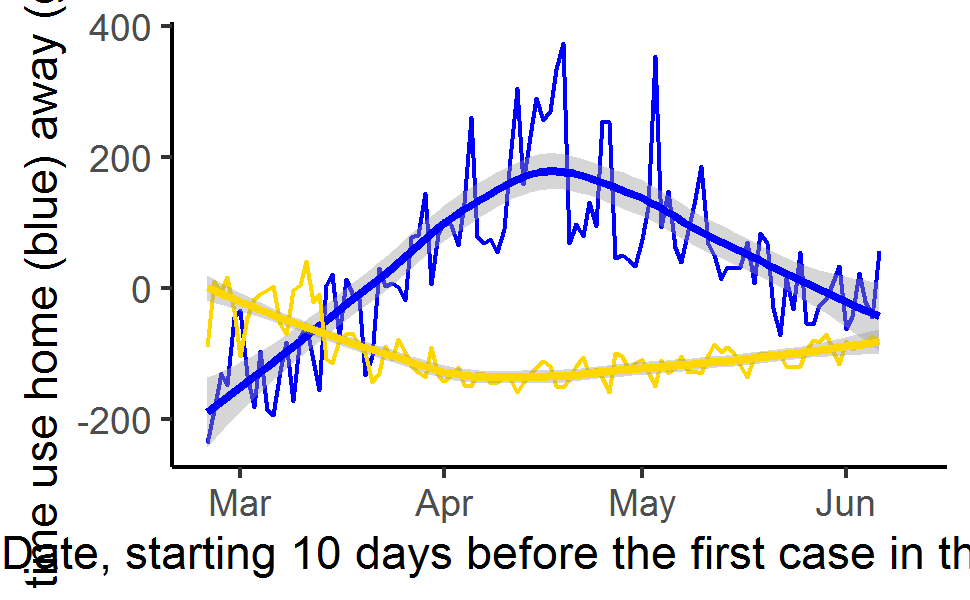 time use home (blue) away (
400
200
0
-200
Mar Apr May Jun
Date, starting 10 days before the first case in th